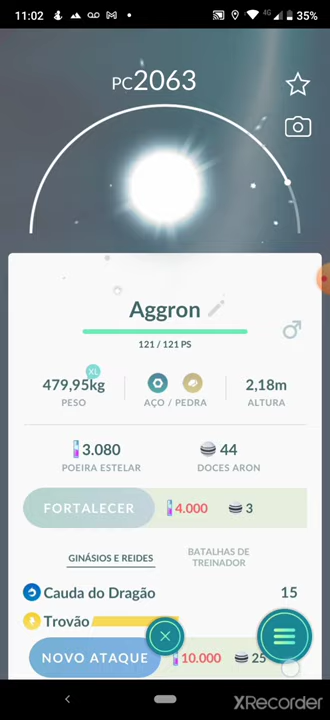 11:02
4G
35%
PC2063
Aggron
121 / 121 PS
XL
479,95kg
2,18m
PESO
AÇO / PEDRA
ALTURA
3.080
44
POEIRA ESTELAR
DOCES ARON
FORTALECER
4.000
3
GINÁSIOS E REIDES
BATALHAS DE
TREINADOR
Cauda do Dragão
15
Trovão
NOVO ATAQUE
10.000
25
XRecorder